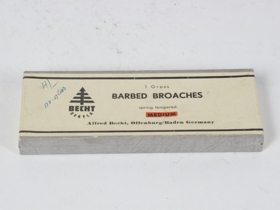 1 Gross
BARBED BROACHES
spring tempered
MEDIUM
BECHT
Alfred Becht, Offenburg/Baden Germany